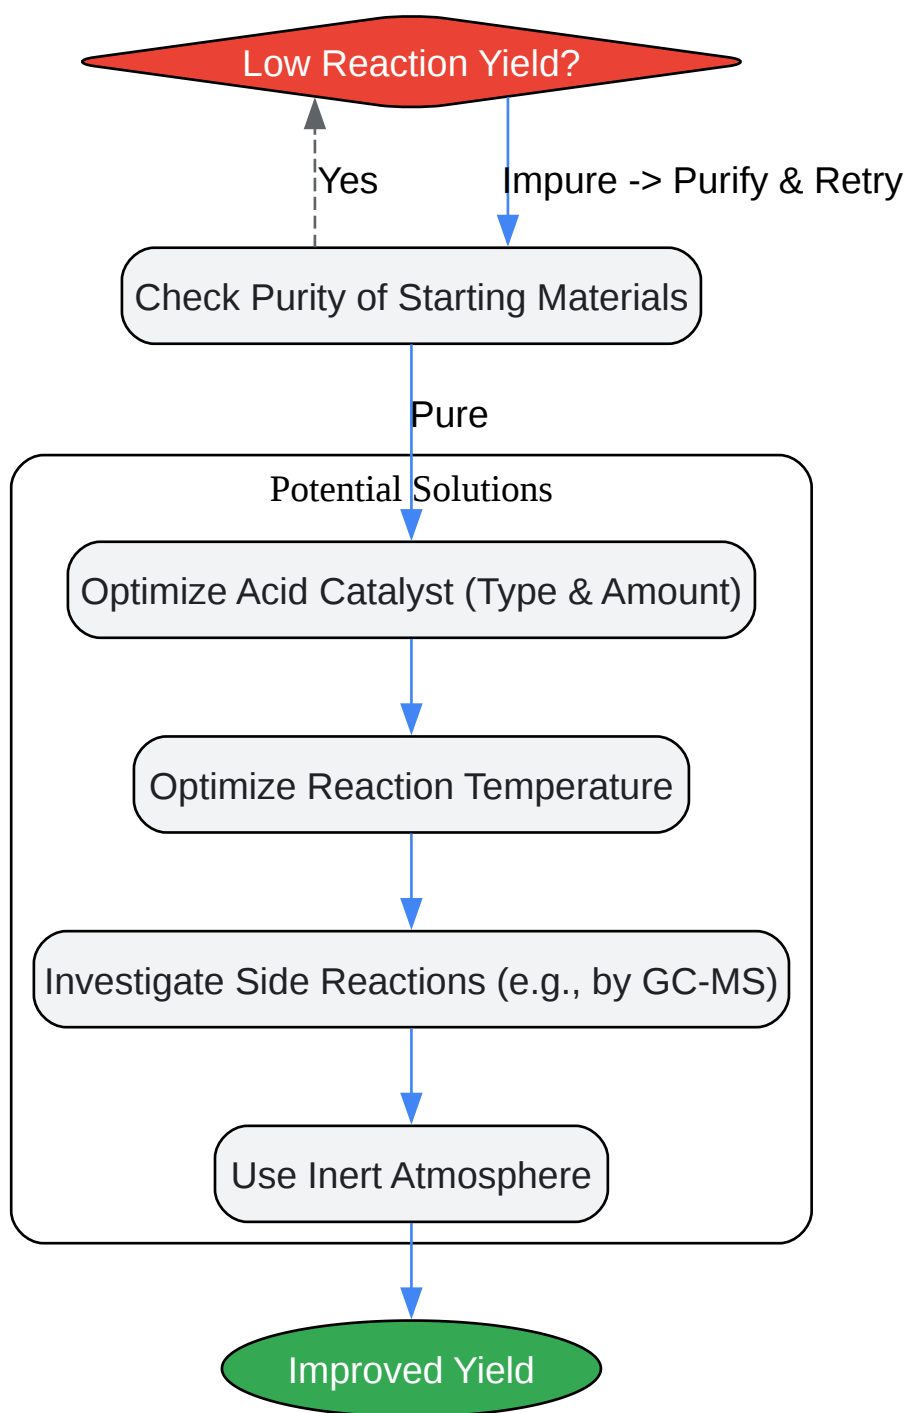 Low Reaction Yield?
Yes
Impure -> Purify & Retry
Check Purity of Starting Materials
Pure
Potential Solutions
Optimize Acid Catalyst (Type & Amount)
Optimize Reaction Temperature
Investigate Side Reactions (e.g., by GC-MS)
Use Inert Atmosphere
Improved Yield